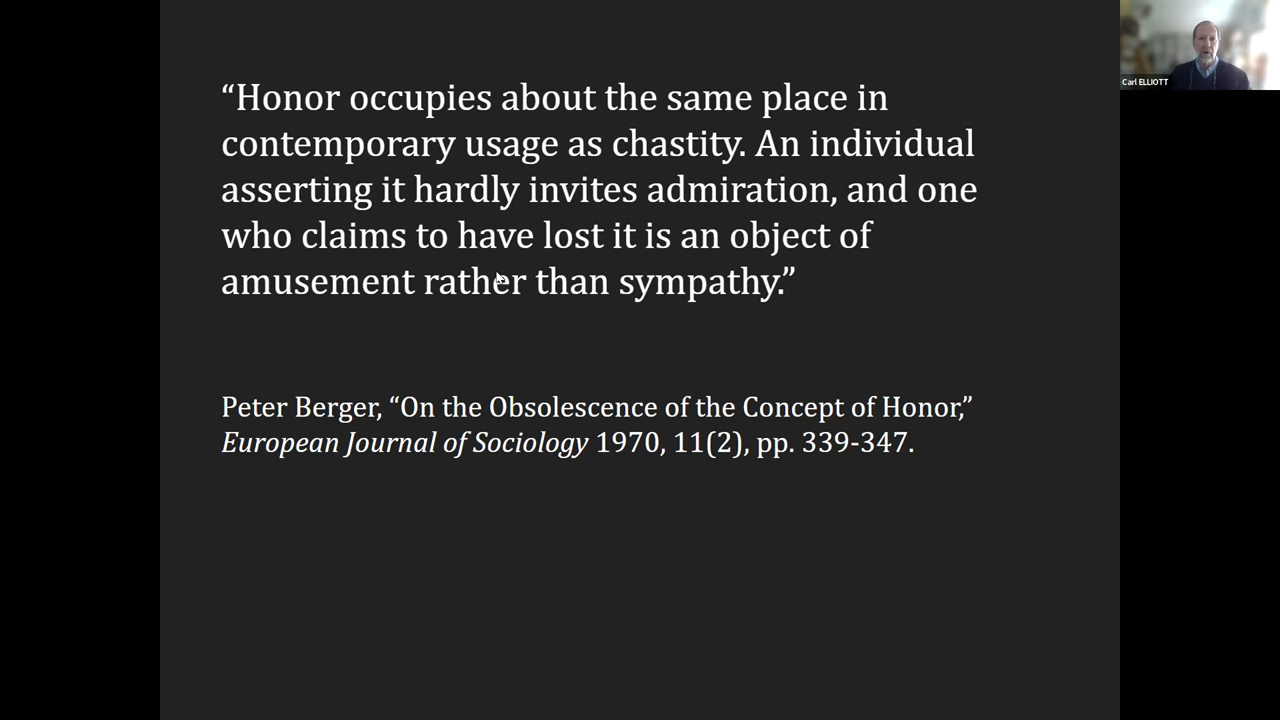 “Honor occupies about the same place in
contemporary usage as chastity. An individual
asserting it hardly invites admiration, and one
who claims to have lost it is an object of
amusement rather than sympathy.”
Peter Berger, “On the Obsolescence of the Concept of Honor,”
European Journal of Sociology 1970, 11(2), pp. 339-347.
Carl ELLIOTT